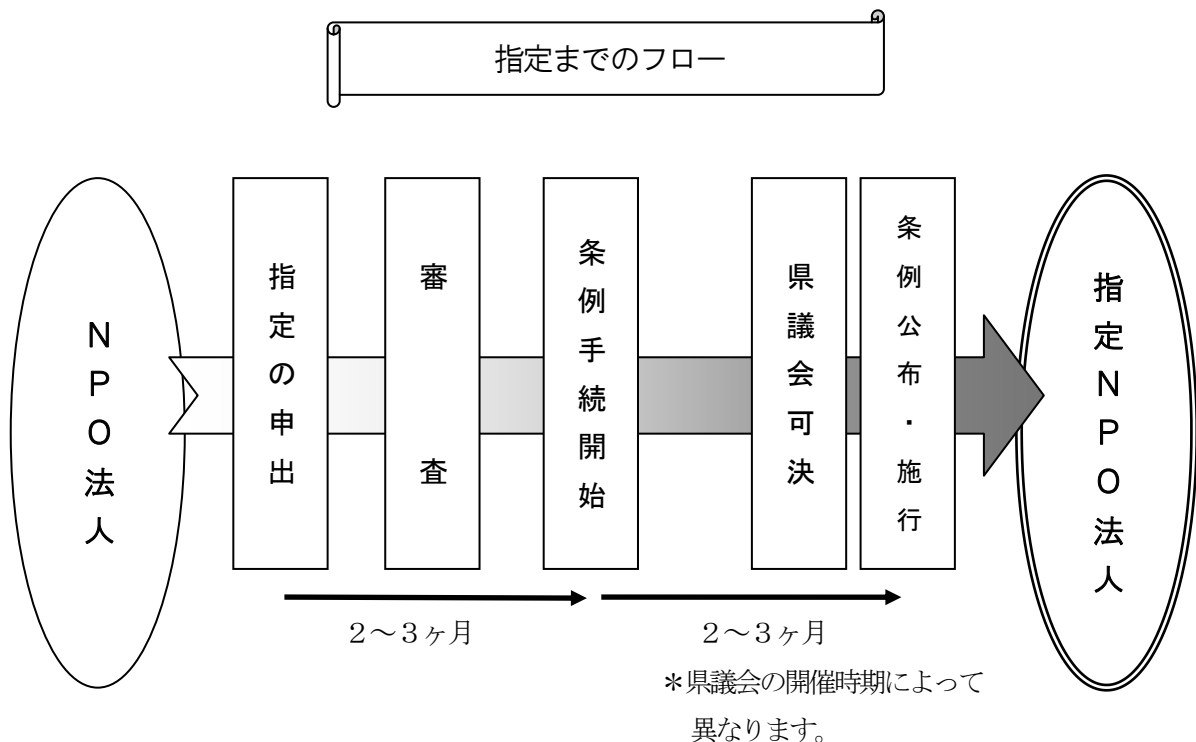 指定までのフロー
NPO法人
指定の申出
審査
条例手続開始
県議会可決
条例公布・施行
指定NPO法人
2～3ヶ月
2～3ヶ月
＊県議会の開催時期によって
異なります。